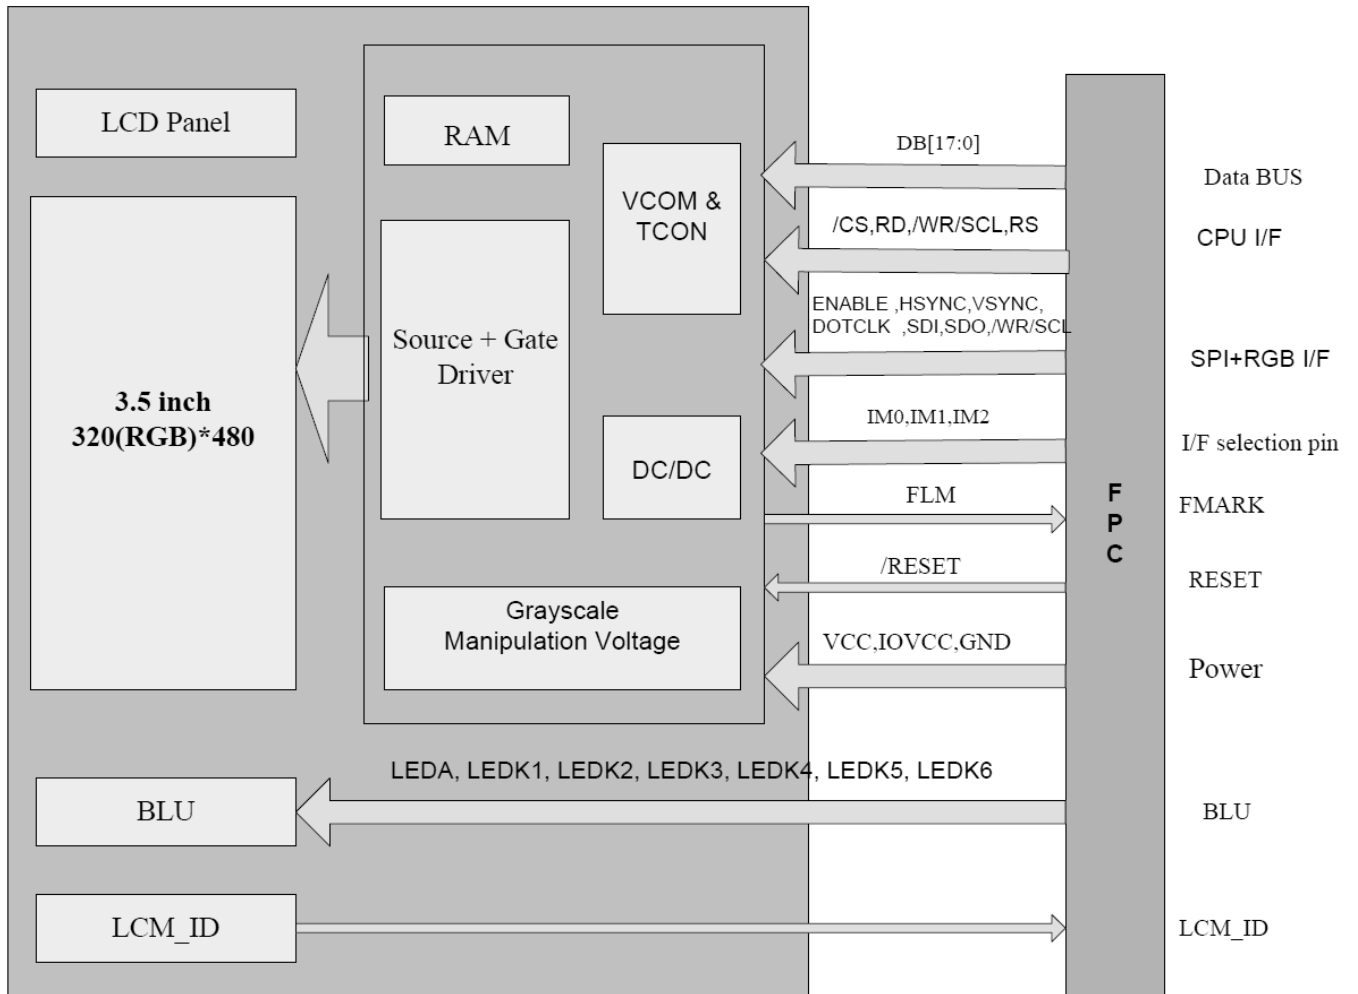 LCD Panel
RAM
VCOM &
TCON
DB[17:0]
Data BUS
/CS,RD,/WR/SCL,RS
CPU I/F
ENABLE ,HSYNC,VSYNC,
DOTCLK ,SDI,SDO,/WR/SCL
SPI+RGB I/F
Source + Gate
Driver
3.5 inch
320(RGB)*480
IM0,IM1,IM2
I/F selection pin
DC/DC
FLM
FMARK
F
P
C
/RESET
RESET
Grayscale
Manipulation Voltage
VCC,IOVCC,GND
Power
LEDA, LEDK1, LEDK2, LEDK3, LEDK4, LEDK5, LEDK6
BLU
BLU
LCM_ID
LCM_ID